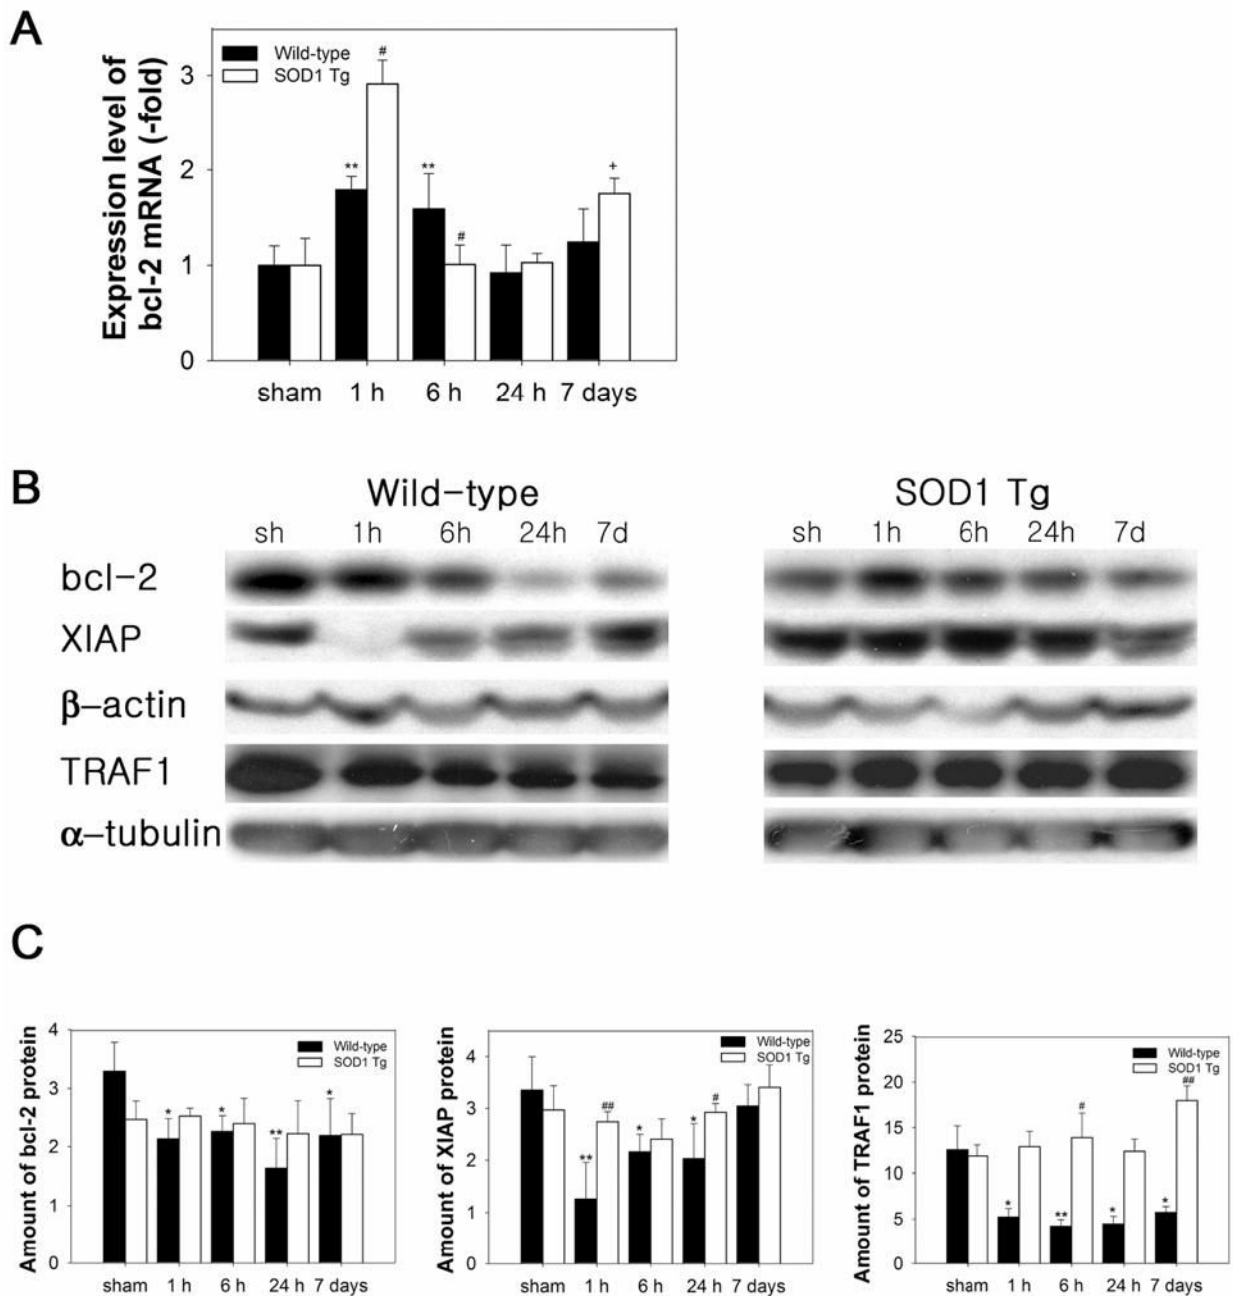 A
Expression level of
bcl-2 mRNA (-fold)
Wild-type
SOD1 Tg
3
2
1
0
#
**
**
#
+
sham 1 h 6 h 24 h 7 days
B
Wild-type SOD1 Tg
sh 1h 6h 24h 7d sh 1h 6h 24h 7d
bcl-2
XIAP
β-actin
TRAF1
α-tubulin
C
Amount of bcl-2 protein
4
3
2
1
0
Wild-type
SOD1 Tg
*
*
**
*
sham 1 h 6 h 24 h 7 days
Amount of XIAP protein
4
3
2
1
0
Wild-type
SOD1 Tg
**
##
*
*
#
sham 1 h 6 h 24 h 7 days
Amount of TRAF1 protein
25
20
15
10
5
0
Wild-type
SOD1 Tg
*
**
#
*
*
##
sham 1 h 6 h 24 h 7 days